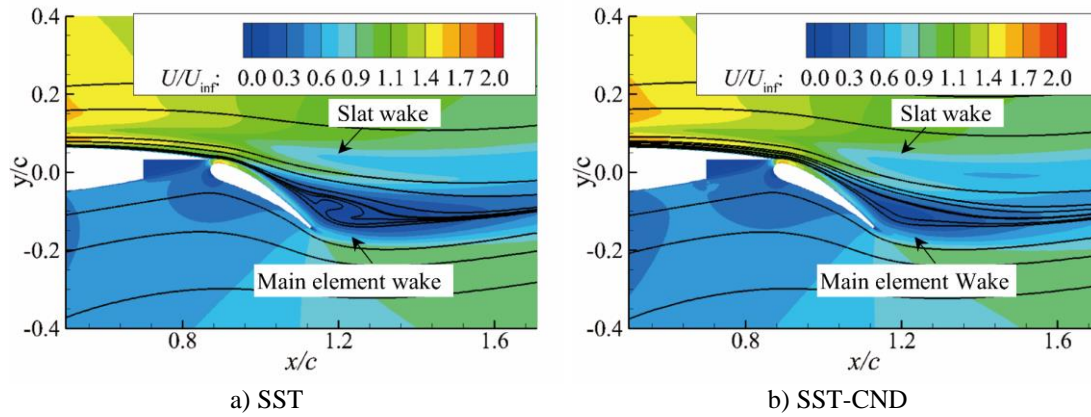 0.4
U/Uinf: 0.0 0.3 0.6 0.9 1.1 1.4 1.7 2.0
0.2
Slat wake
y/c
0.0
-0.2
Main element wake
-0.4
0.8 1.2 1.6
x/c
a) SST
0.4
U/Uinf: 0.0 0.3 0.6 0.9 1.1 1.4 1.7 2.0
0.2
Slat wake
y/c
0.0
-0.2
Main element Wake
-0.4
0.8 1.2 1.6
x/c
b) SST-CND